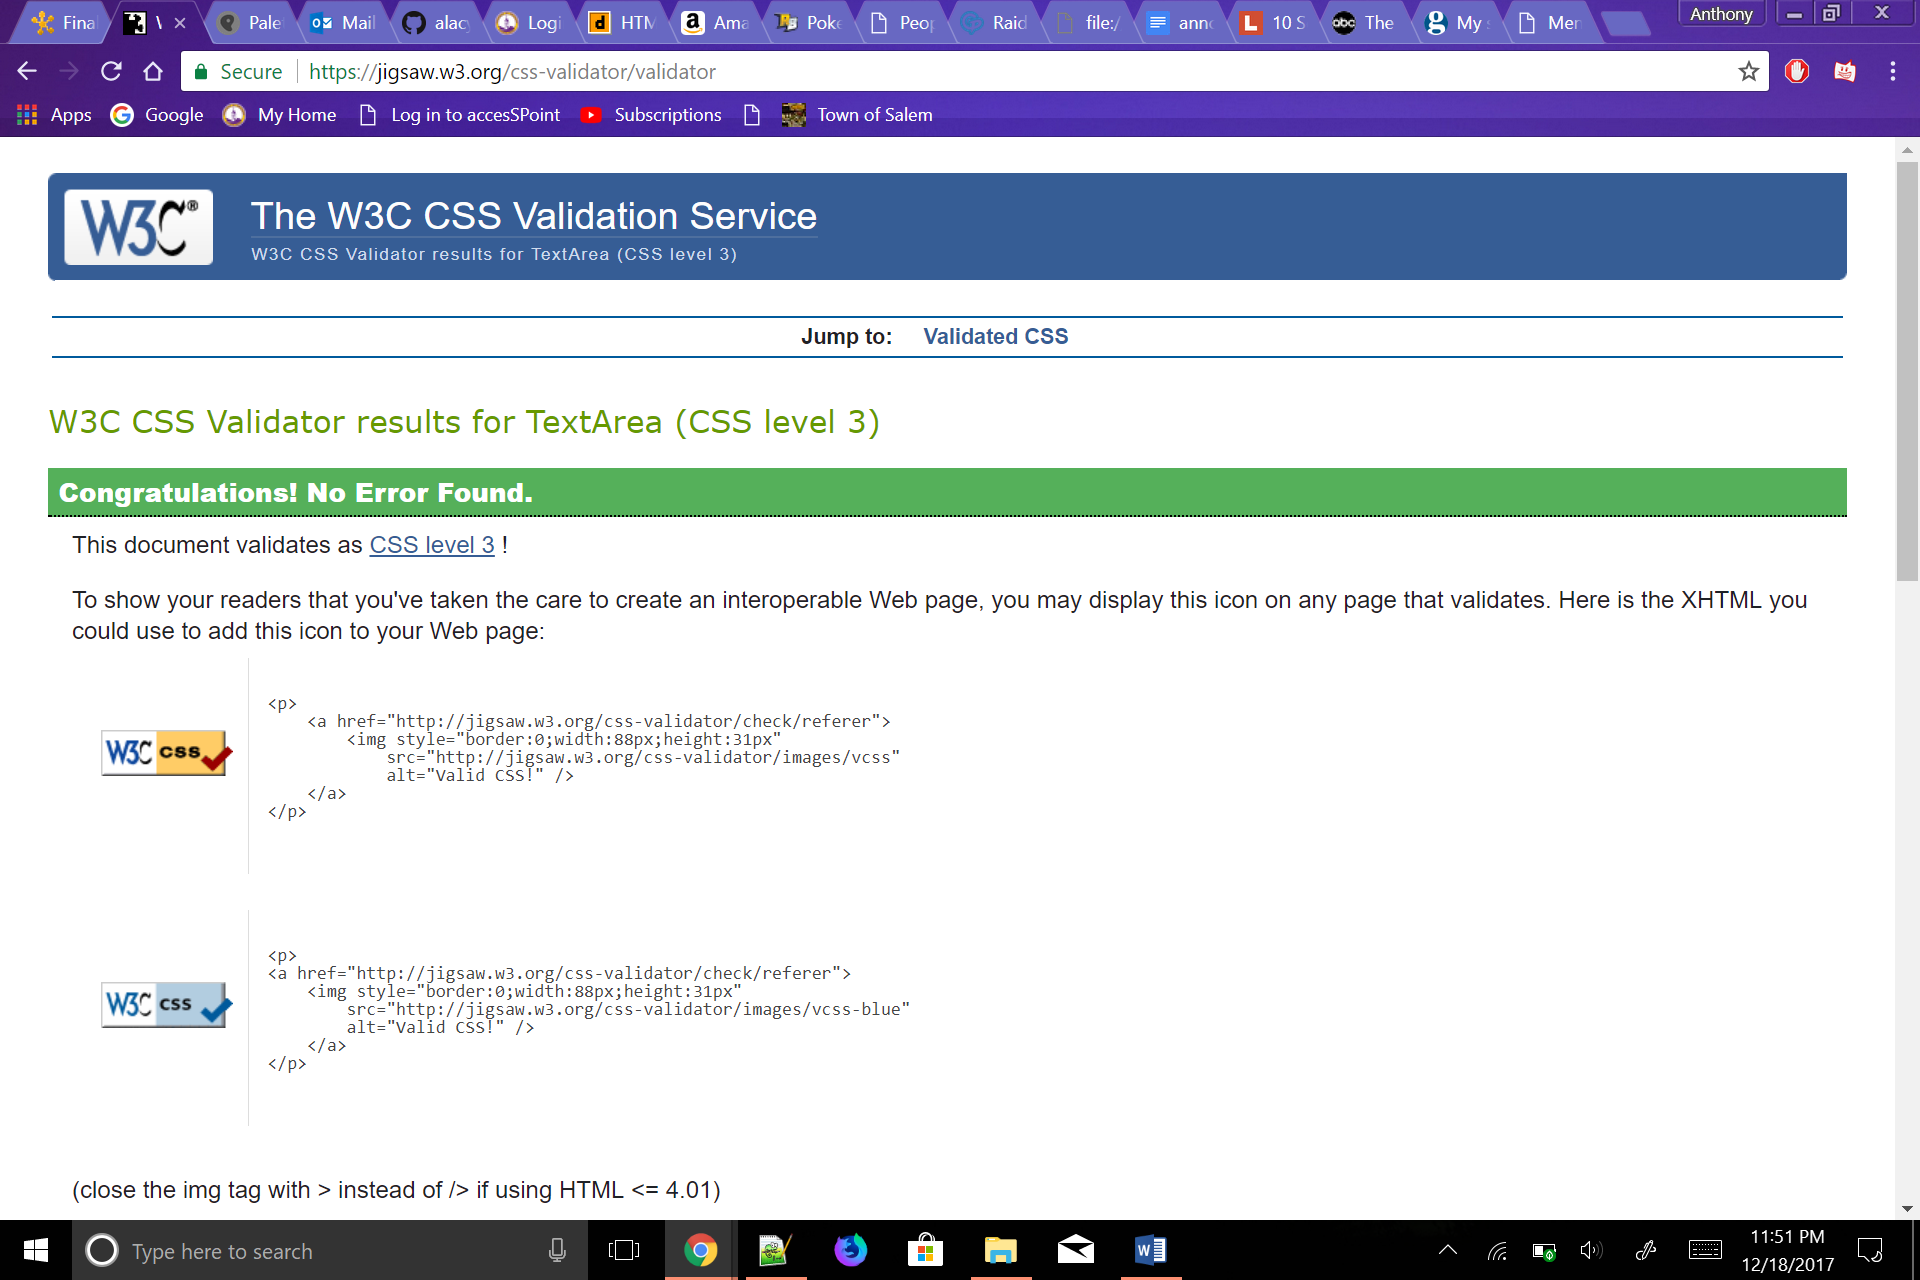 Fina
Pale
Mail
alac
Logi
HTM
Ama
Poke
Peop
Raid
file:/
anno
10 S
The
My
Mer
Anthony
Secure https://jigsaw.w3.org/css-validator/validator
Apps Google My Home Log in to accesSPoint Subscriptions Town of Salem
W3C®
The W3C CSS Validation Service
W3C CSS Validator results for TextArea (CSS level 3)
Jump to: Validated CSS
W3C CSS Validator results for TextArea (CSS level 3)
Congratulations! No Error Found.
This document validates as CSS level 3 !
To show your readers that you've taken the care to create an interoperable Web page, you may display this icon on any page that validates. Here is the XHTML you
could use to add this icon to your Web page:
W3C css
<p>
<a href="http://jigsaw.w3.org/css-validator/check/referer">
<img style="border:0;width:88px;height:31px"
src="http://jigsaw.w3.org/css-validator/images/vcss"
alt="Valid CSS!" />
</a>
</p>
W3C css
<p>
<a href="http://jigsaw.w3.org/css-validator/check/referer">
<img style="border:0;width:88px;height:31px"
src="http://jigsaw.w3.org/css-validator/images/vcss-blue"
alt="Valid CSS!" />
</a>
</p>
(close the img tag with > instead of /> if using HTML <= 4.01)
Type here to search
11:51 PM
12/18/2017